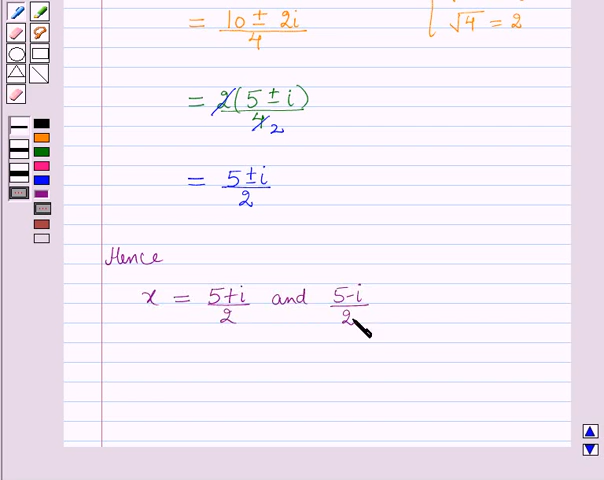 = 10 ± 2i / 4
√4 = 2
= 2(5 ± i) / 4 2
= 5 ± i / 2
Hence
x = 5+i / 2 and 5-i / 2